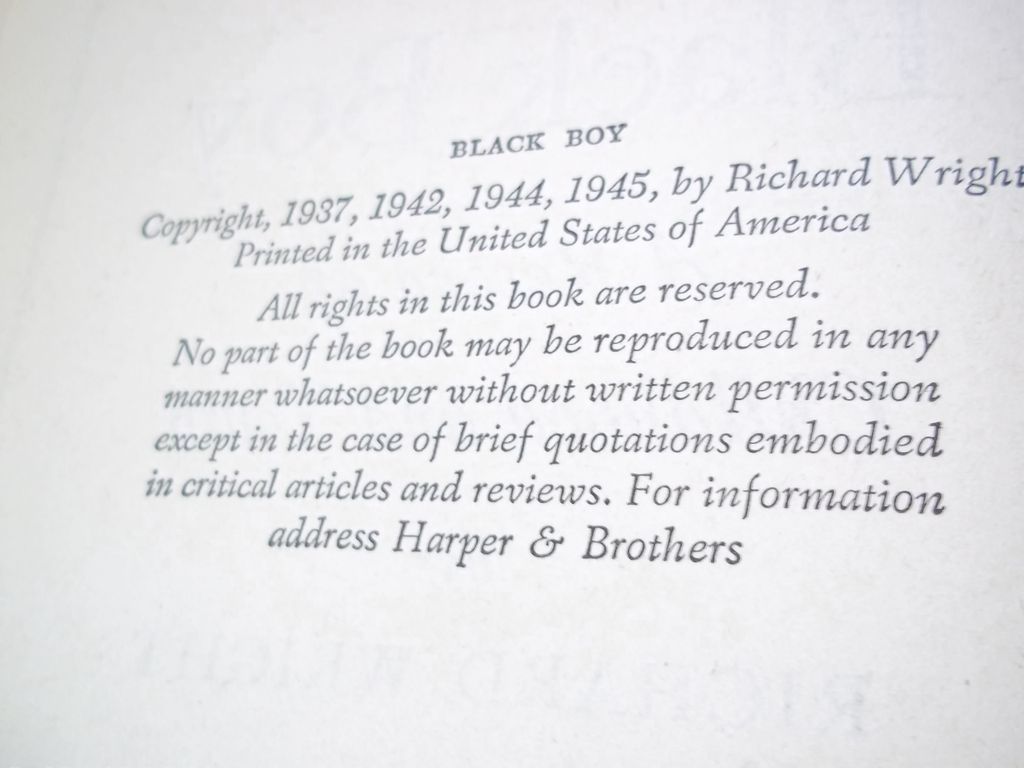 BLACK BOY
Copyright, 1937, 1942, 1944, 1945, by Richard Wright
Printed in the United States of America
All rights in this book are reserved.
No part of the book may be reproduced in any
manner whatsoever without written permission
except in the case of brief quotations embodied
in critical articles and reviews. For information
address Harper & Brothers